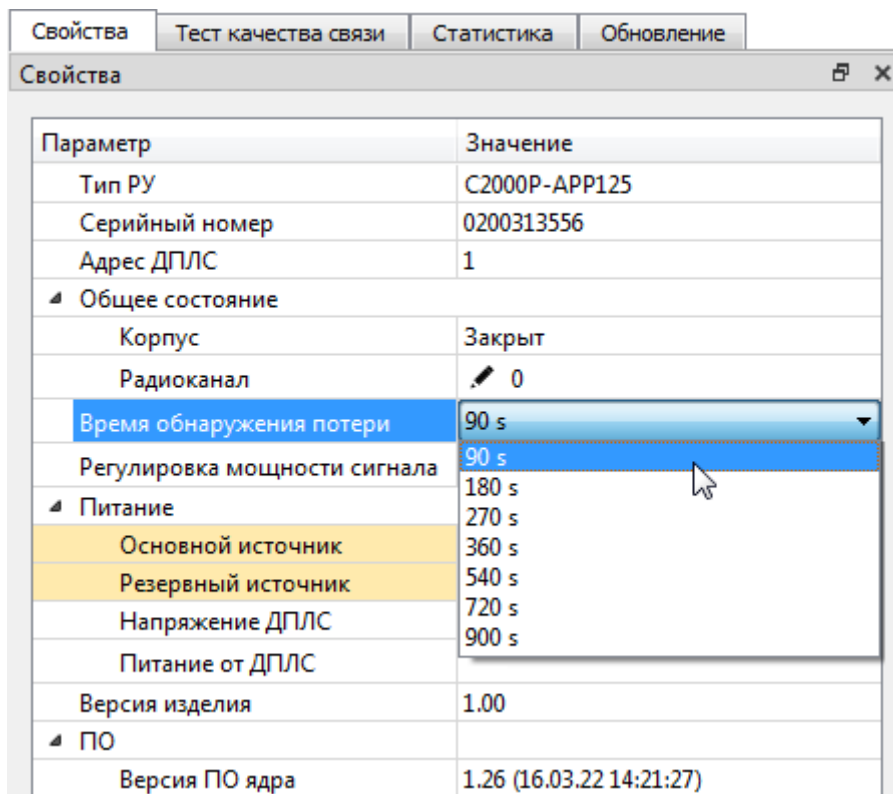 Свойства Тест качества связи Статистика Обновление
Свойства
Параметр Значение
Тип РУ С2000Р-АРР125
Серийный номер 0200313556
Адрес ДПЛС 1
Общее состояние
Корпус Закрыт
Радиоканал 0
Время обнаружения потери 90 s
90 s
Регулировка мощности сигнала
180 s
Питание
270 s
Основной источник
360 s
Резервный источник
540 s
Напряжение ДПЛС
720 s
900 s
Питание от ДПЛС
Версия изделия 1.00
ПО
Версия ПО ядра 1.26 (16.03.22 14:21:27)